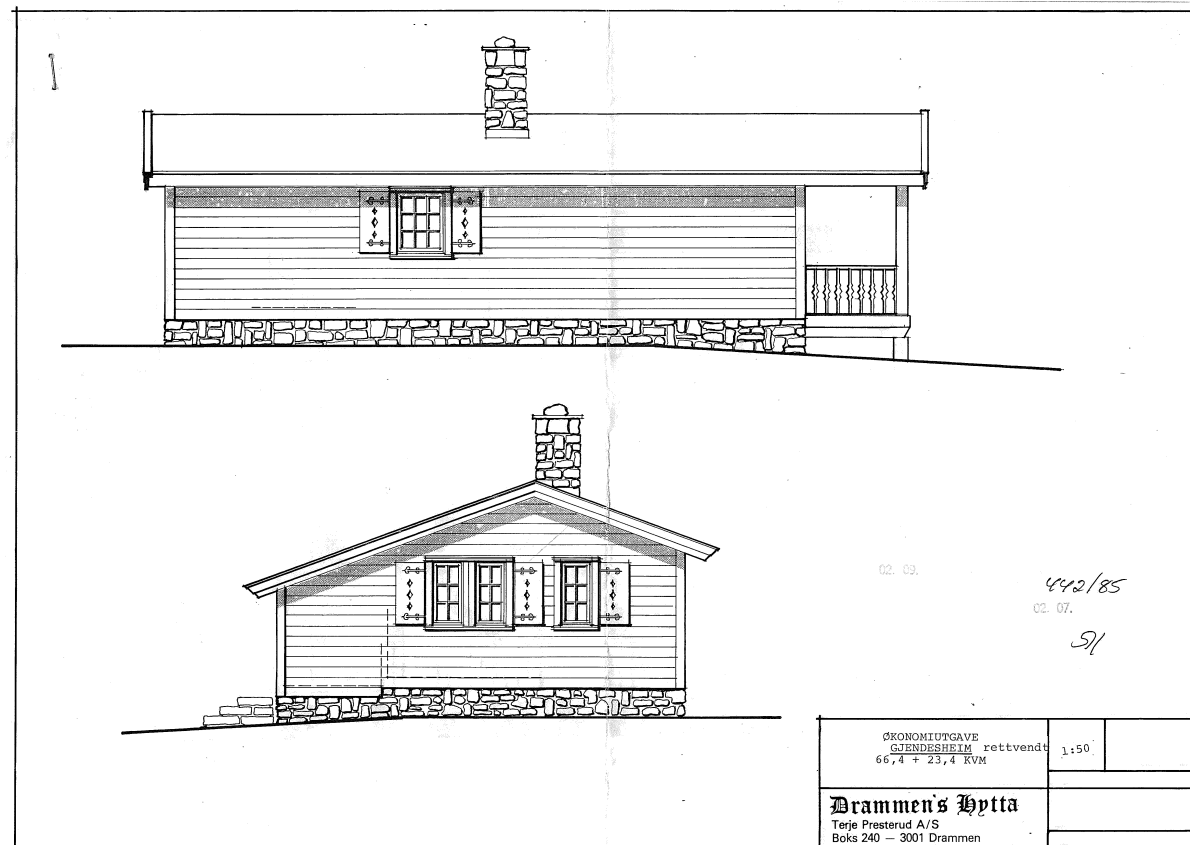 02. 09.
442/85
02. 07.
ØKONOMIUTGAVE
GJENDESHEIM rettvendt
66,4 + 23,4 KVM
1:50
Drammen's Hytta
Terje Presterud A/S
Boks 240 — 3001 Drammen